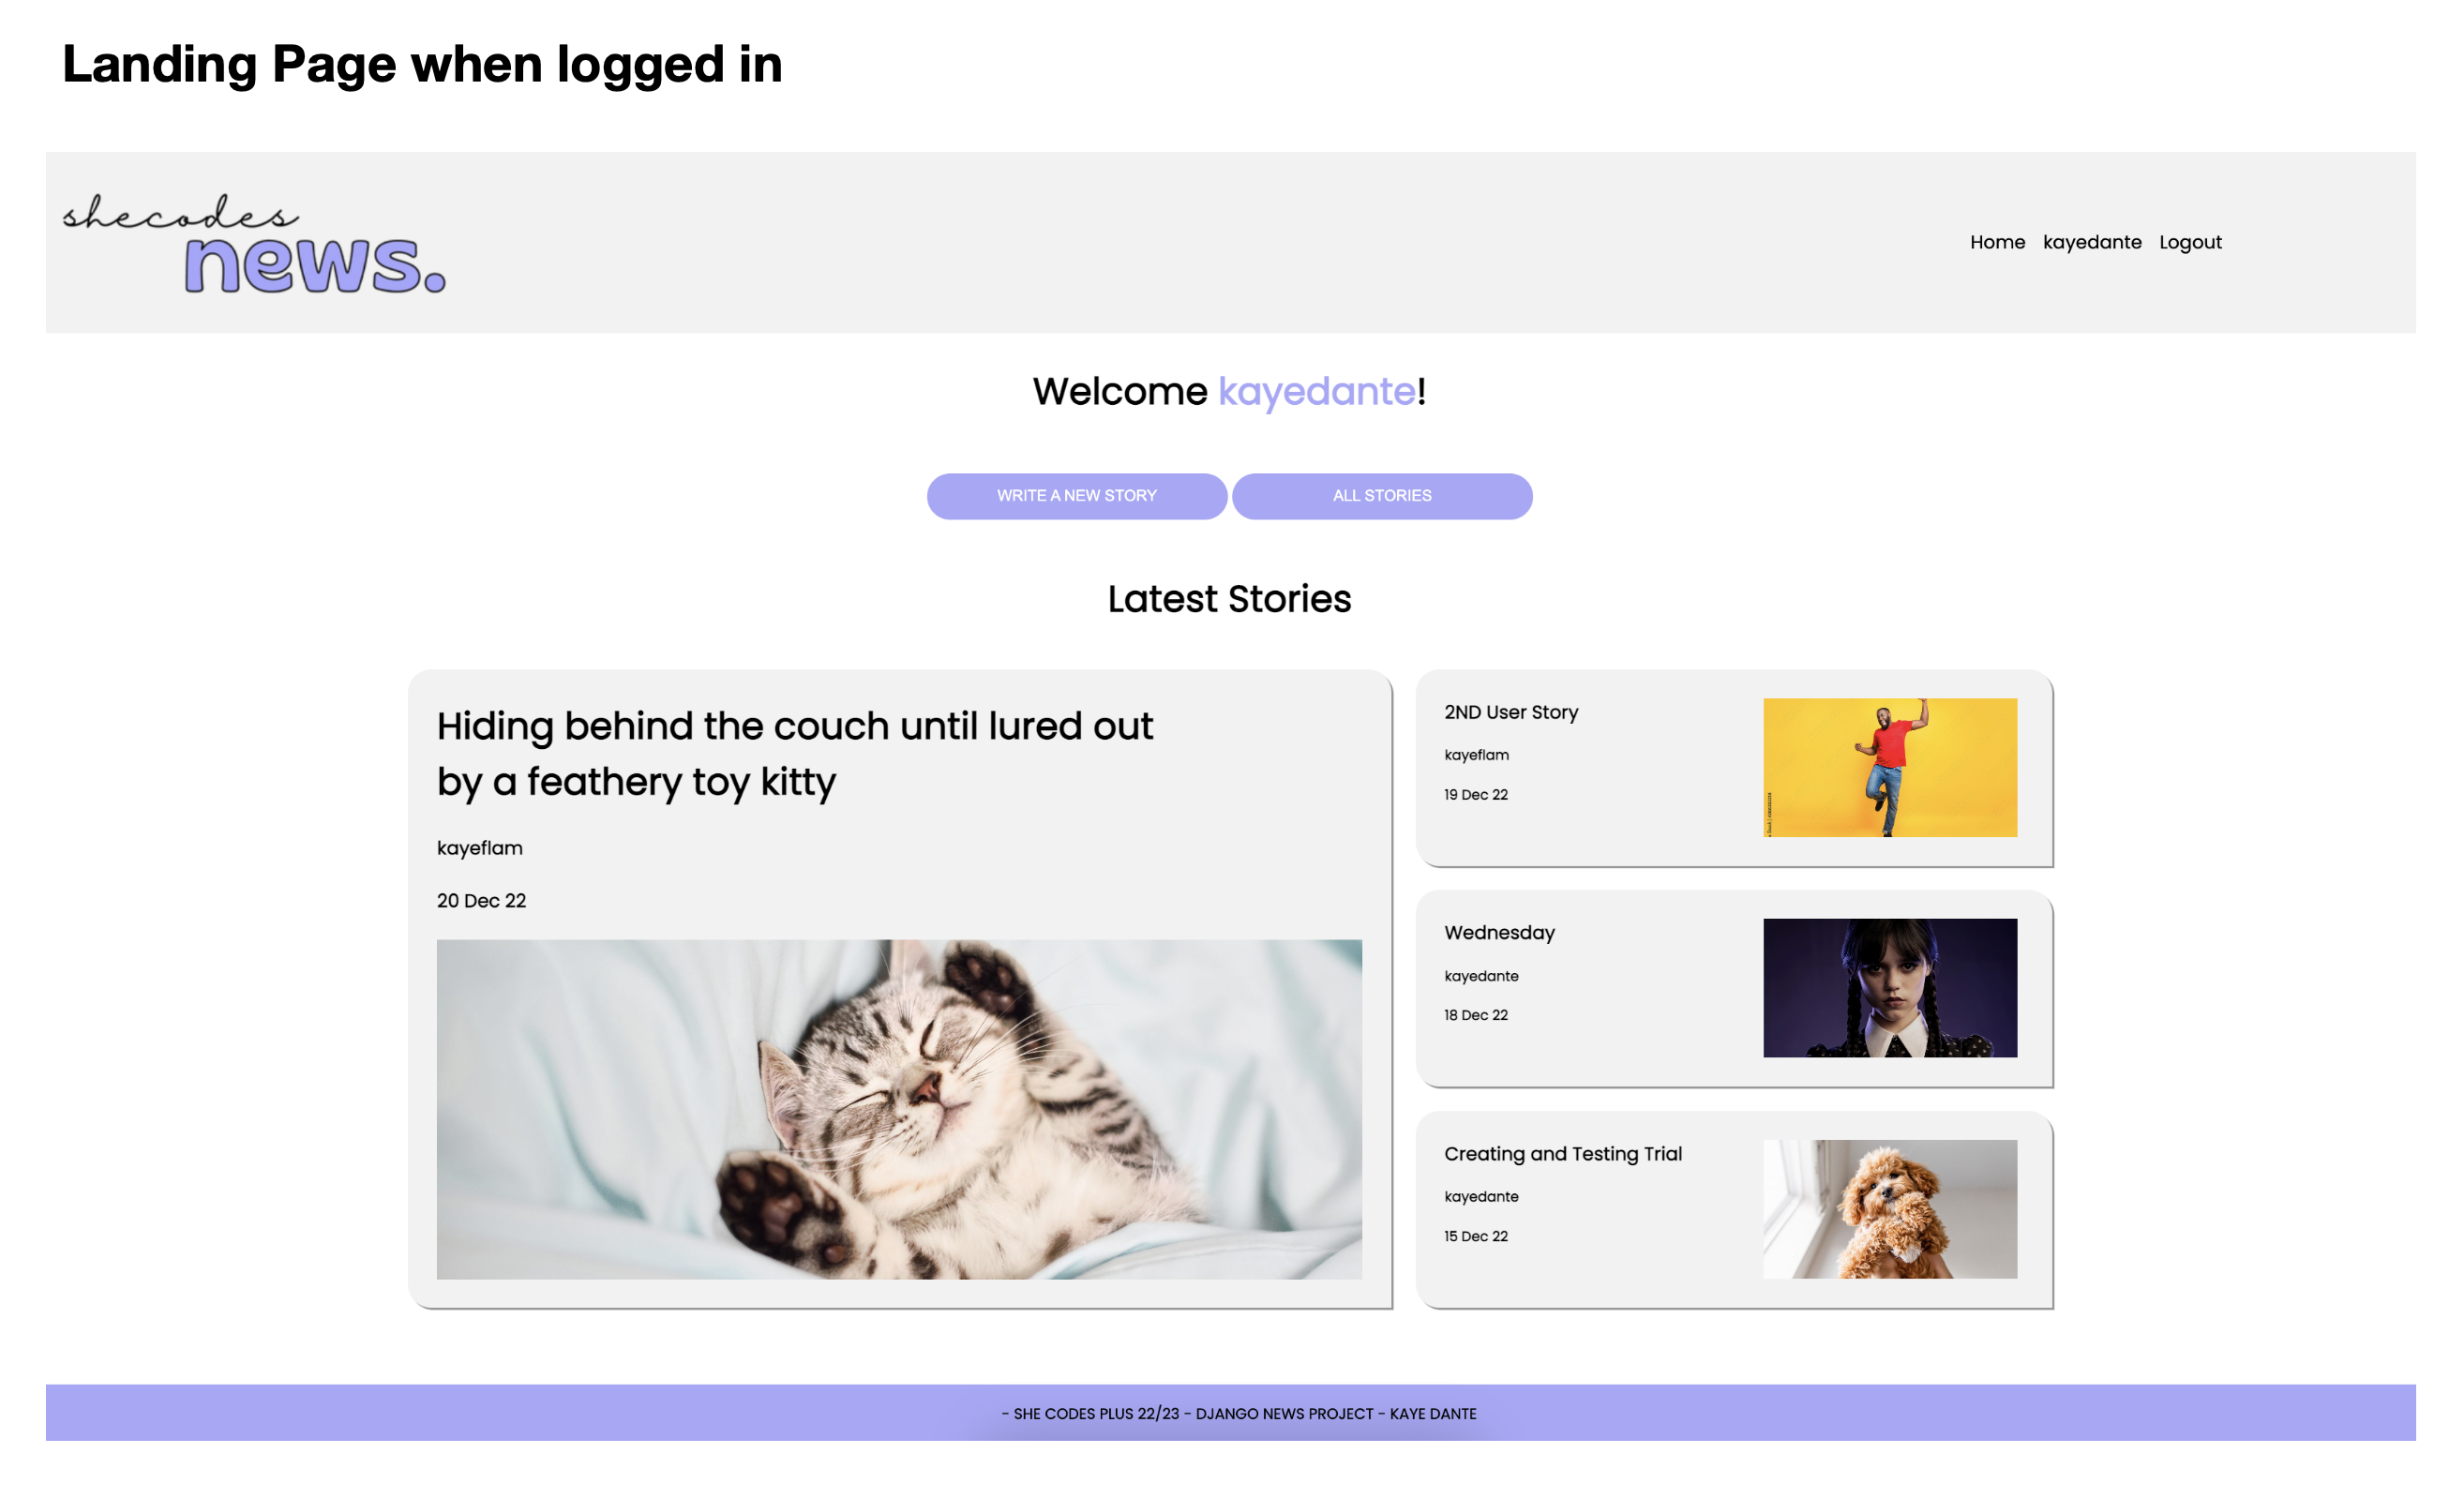 Landing Page when logged in
shecodes
news.
Home kayedante Logout
Welcome kayedante!
WRITE A NEW STORY ALL STORIES
Latest Stories
Hiding behind the couch until lured out
by a feathery toy kitty
kayeflam
20 Dec 22
2ND User Story
kayeflam
19 Dec 22
Wednesday
kayedante
18 Dec 22
Creating and Testing Trial
kayedante
15 Dec 22
- SHE CODES PLUS 22/23 - DJANGO NEWS PROJECT - KAYE DANTE